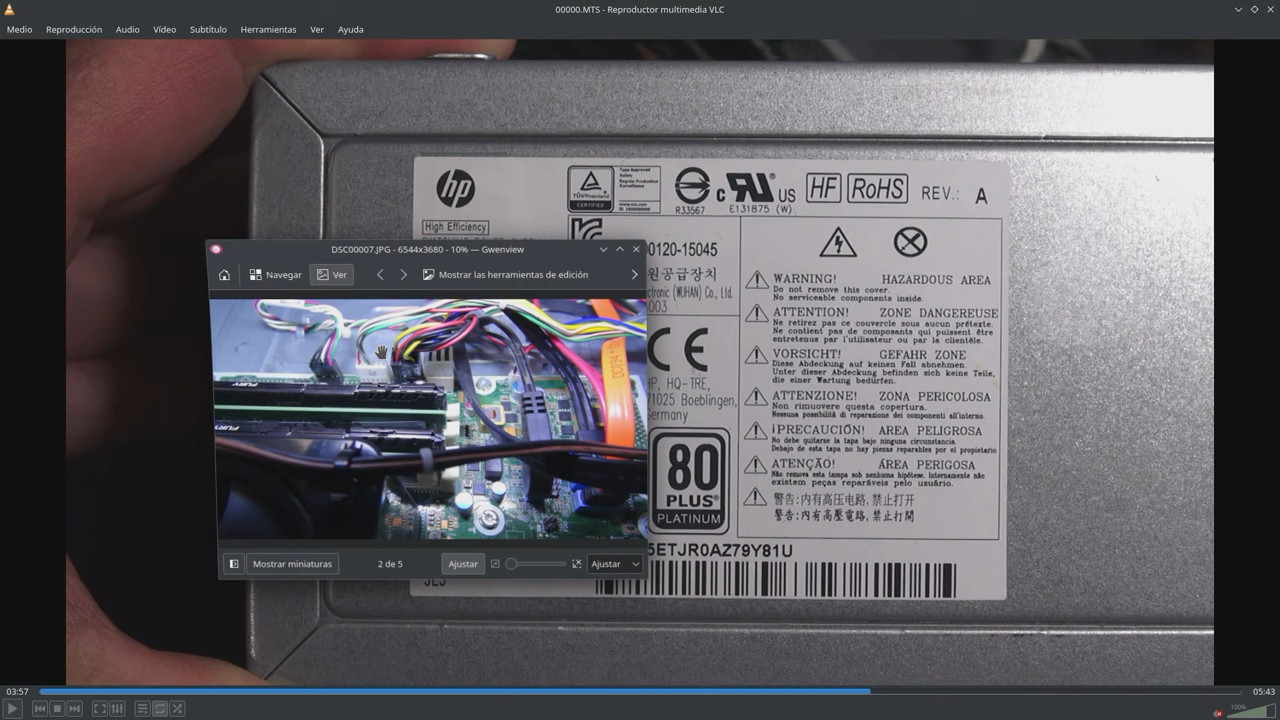 00000.MTS - Reproductor multimedia VLC
Medio Reproducción Audio Vídeo Subtítulo Herramientas Ver Ayuda
hp
CERTIFIED
R33567
c US
E131875 (W)
HF
RoHS
REV.: A
High Efficiency
DSC00007.JPG - 6544x3680 - 10% — Gwenview
Navegar
Ver
Mostrar las herramientas de edición
FURY
FURY
Mostrar miniaturas
2 de 5
Ajustar
Ajustar
0120-15045
원공급장치
ctronic (WUHAN) Co., Ltd.
003
CE
HP, HQ-TRE,
71025 Boeblingen,
Germany
80
PLUS®
PLATINUM
WARNING! HAZARDOUS AREA
Do not remove this cover.
No serviceable components inside.
ATTENTION! ZONE DANGEREUSE
Ne retirez pas ce couvercle sous aucun prétexte.
Ne contient pas de composants qui puissent être
entretenus par l'utilisateur ou par la clientèle.
VORSICHT! GEFAHR ZONE
Diese Abdeckung auf keinen Fall abnehmen.
Unter dieser Abdeckung befinden sich keine Teile,
die einer Wartung bedürfen.
ATTENZIONE! ZONA PERICOLOSA
Non rimuovere questa copertura.
Nessuna possibilità di riparazione dei componenti all'interno.
¡PRECAUCIÓN! AREA PELIGROSA
No debe quitarse la tapa bajo ninguna circunstancia
Debajo de esta tapa no hay piezas reparables por el propietario
ATENÇÃO! ÁREA PERIGOSA
Não remova esta tampa sob nenhuma hipótese, internamente não
existem peças reparáveis pelo usuário.
警告:内有高压电路,禁止打开
警告:內有高壓電路,禁止打開
5ETJR0AZ79Y81U
03:57
05:43
100%